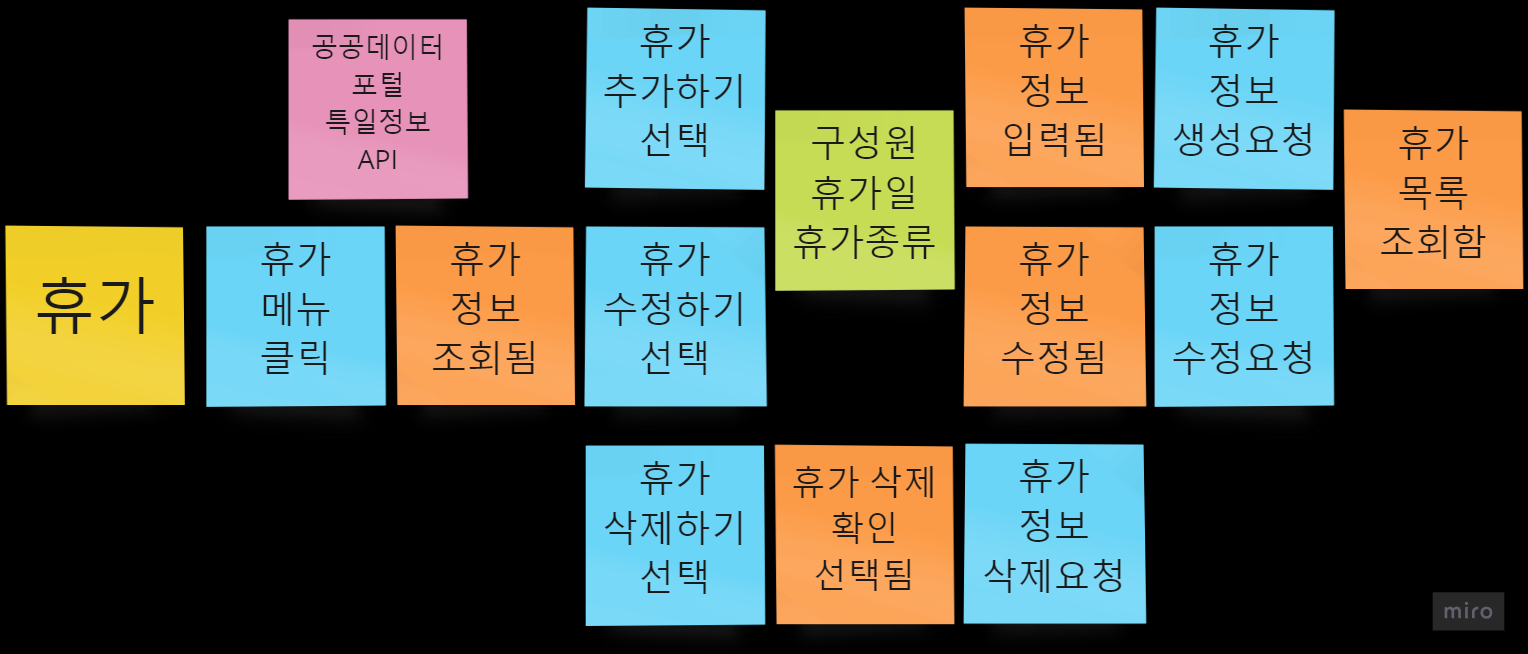 공공데이터
포털
특일정보
API
휴가
추가하기
선택
구성원
휴가일
휴가종류
휴가
정보
입력됨
휴가
정보
생성요청
휴가
목록
조회함
휴가
휴가
메뉴
클릭
휴가
정보
조회됨
휴가
수정하기
선택
휴가
정보
수정됨
휴가
정보
수정요청
휴가
삭제하기
선택
휴가 삭제
확인
선택됨
휴가
정보
삭제요청
miro